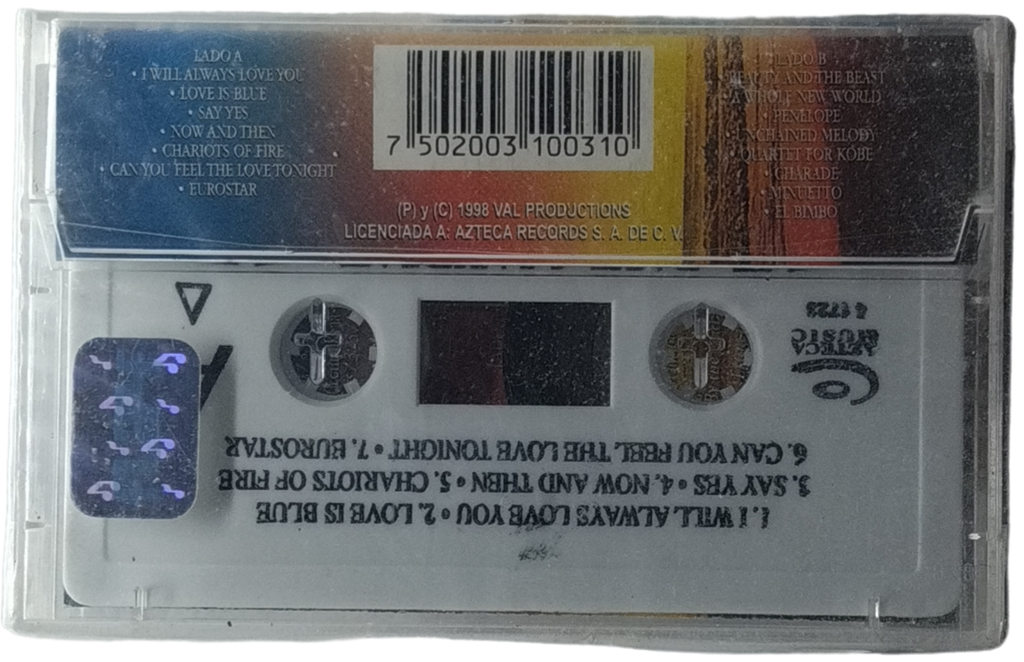 LADO A
• I WILL ALWAYS LOVE YOU
• LOVE IS BLUE
• SAY YES
• NOW AND THEN
• CHARIOTS OF FIRE
• CAN YOU FEEL THE LOVE TONIGHT
• EUROSTAR
7 502003 100310
(P) y (C) 1998 VAL PRODUCTIONS
LICENCIADA A: AZTECA RECORDS S. A. DE C. V.
LADO B
BEAUTY AND THE BEAST
A WHOLE NEW WORLD
• PENELOPE
UNCHAINED MELODY
QUARTET FOR KOBE
• CHARADE
• MINUETTO
• EL BIMBO
1. I WILL ALWAYS LOVE YOU • 2. LOVE IS BLUE
3. SAY YES • 4. NOW AND THEN • 5. CHARIOTS OF FIRE
6. CAN YOU FEEL THE LOVE TONIGHT • 7. EUROSTAR
A
AZTECA
MUSIC